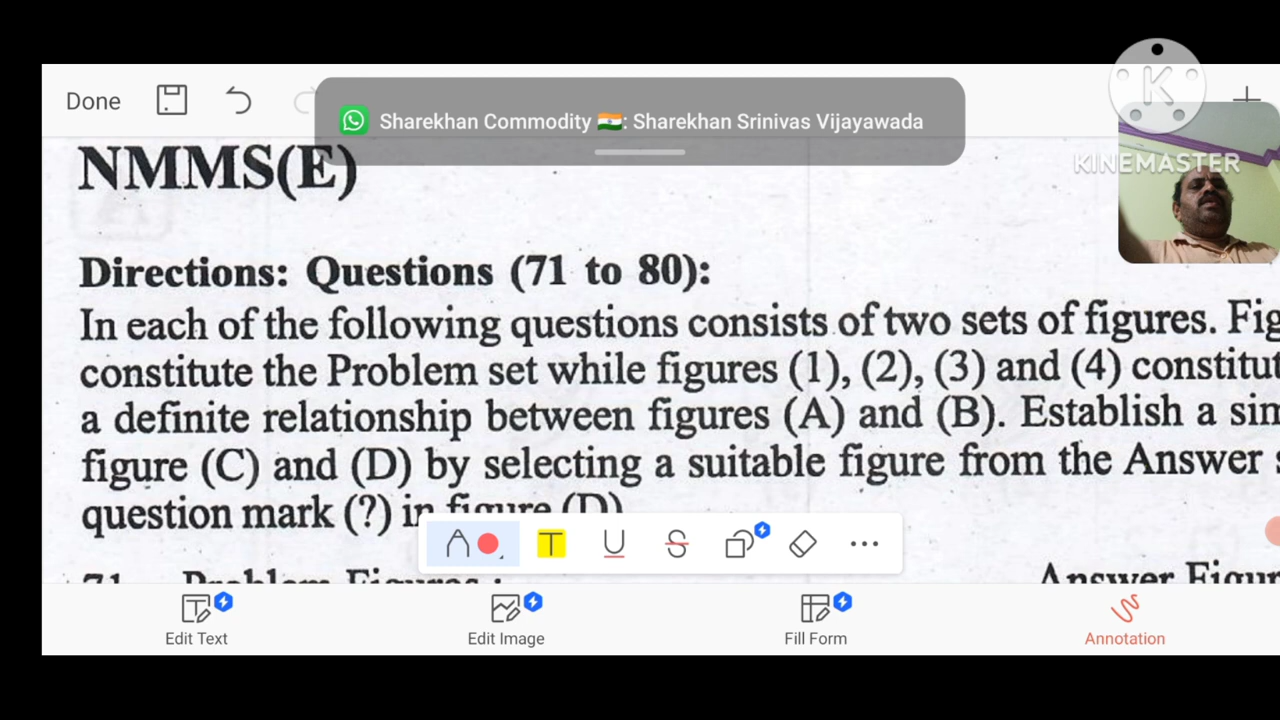 Done
Sharekhan Commodity 🇮🇳: Sharekhan Srinivas Vijayawada
K
KINEMASTER
NMMS(E)
Directions: Questions (71 to 80):
In each of the following questions consists of two sets of figures. Fig
constitute the Problem set while figures (1), (2), (3) and (4) constitut
a definite relationship between figures (A) and (B). Establish a sim
figure (C) and (D) by selecting a suitable figure from the Answer s
question mark (?) in figure (D)
71. Problem Figures :
Answer Figur
T
U
S
Edit Text
Edit Image
Fill Form
Annotation